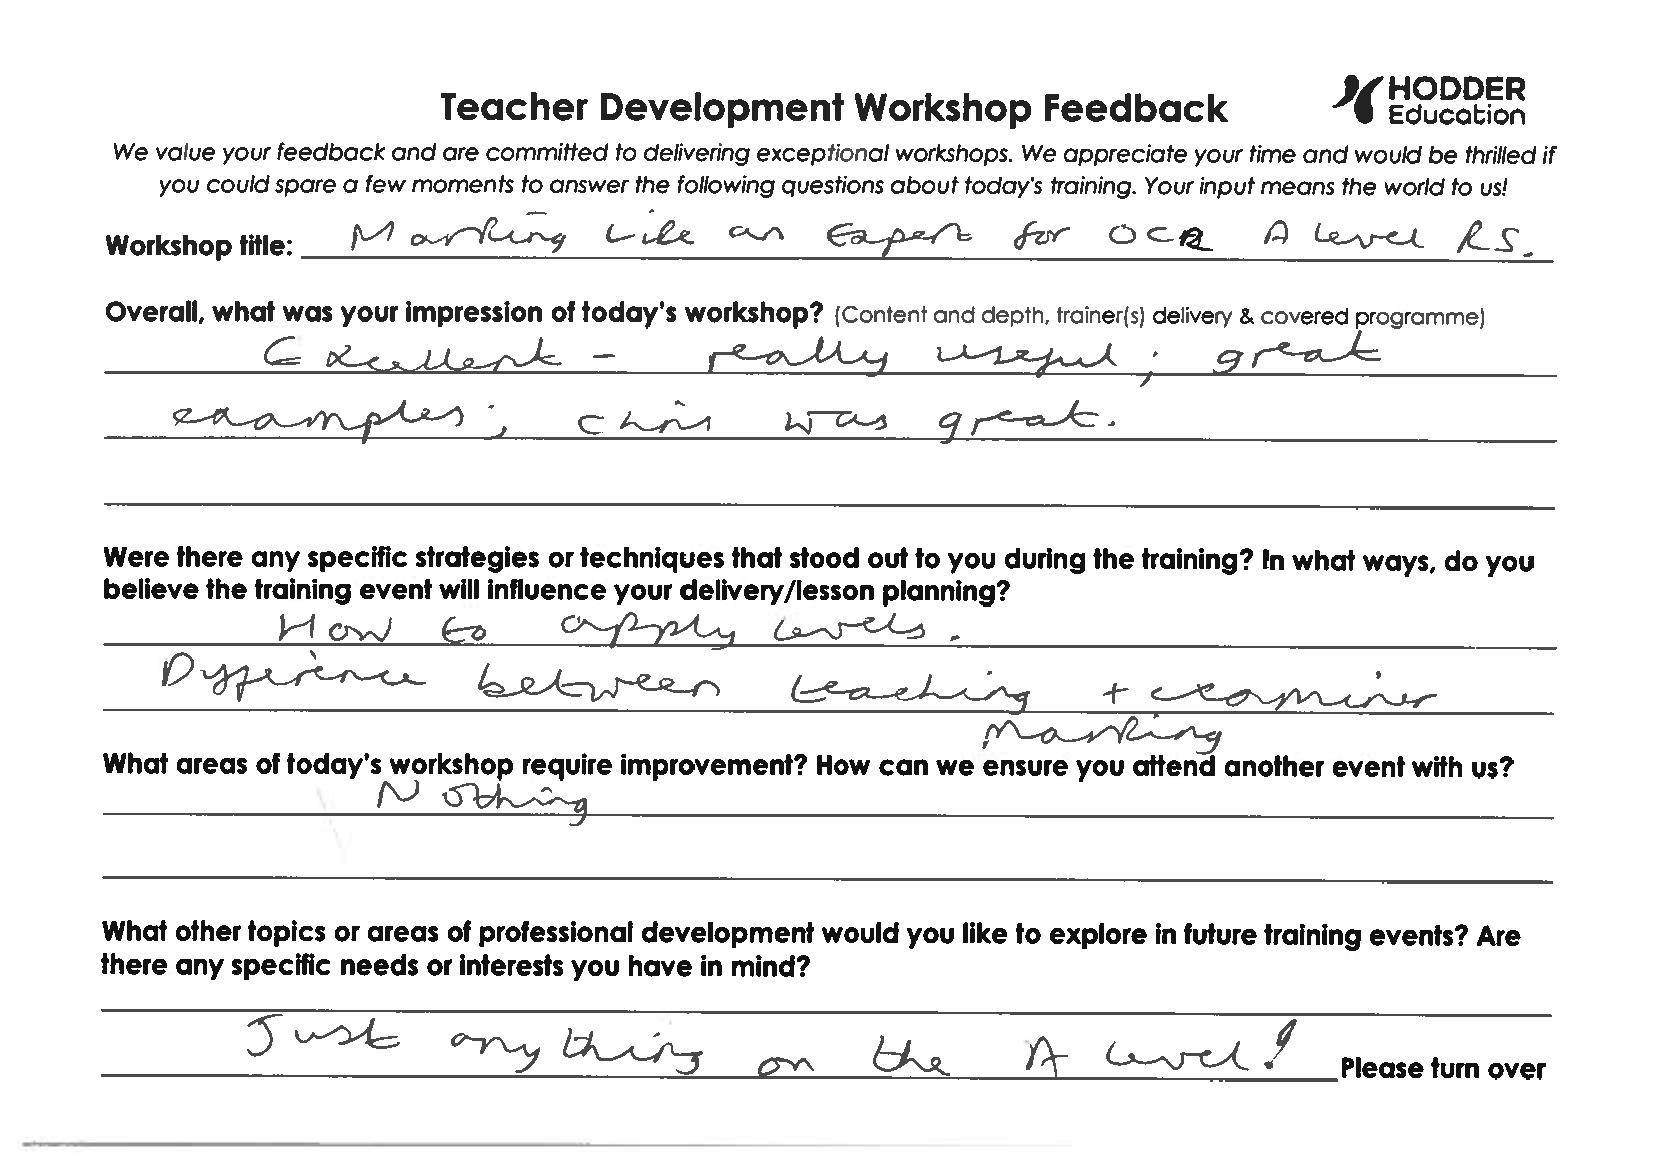 HODDER
Education
Teacher Development Workshop Feedback
We value your feedback and are committed to delivering exceptional workshops. We appreciate your time and would be thrilled if
you could spare a few moments to answer the following questions about today's training. Your input means the world to us!
Workshop title: Marking Like an Expert for OCR A Level RS.
Overall, what was your impression of today's workshop? (Content and depth, trainer(s) delivery & covered programme)
Excellent - really useful; great
examples; Chris was great.
Were there any specific strategies or techniques that stood out to you during the training? In what ways, do you
believe the training event will influence your delivery/lesson planning?
How to apply levels.
Difference between teaching + examiner
marking
What areas of today's workshop require improvement? How can we ensure you attend another event with us?
Nothing
What other topics or areas of professional development would you like to explore in future training events? Are
there any specific needs or interests you have in mind?
Just anything on the A Level! Please turn over